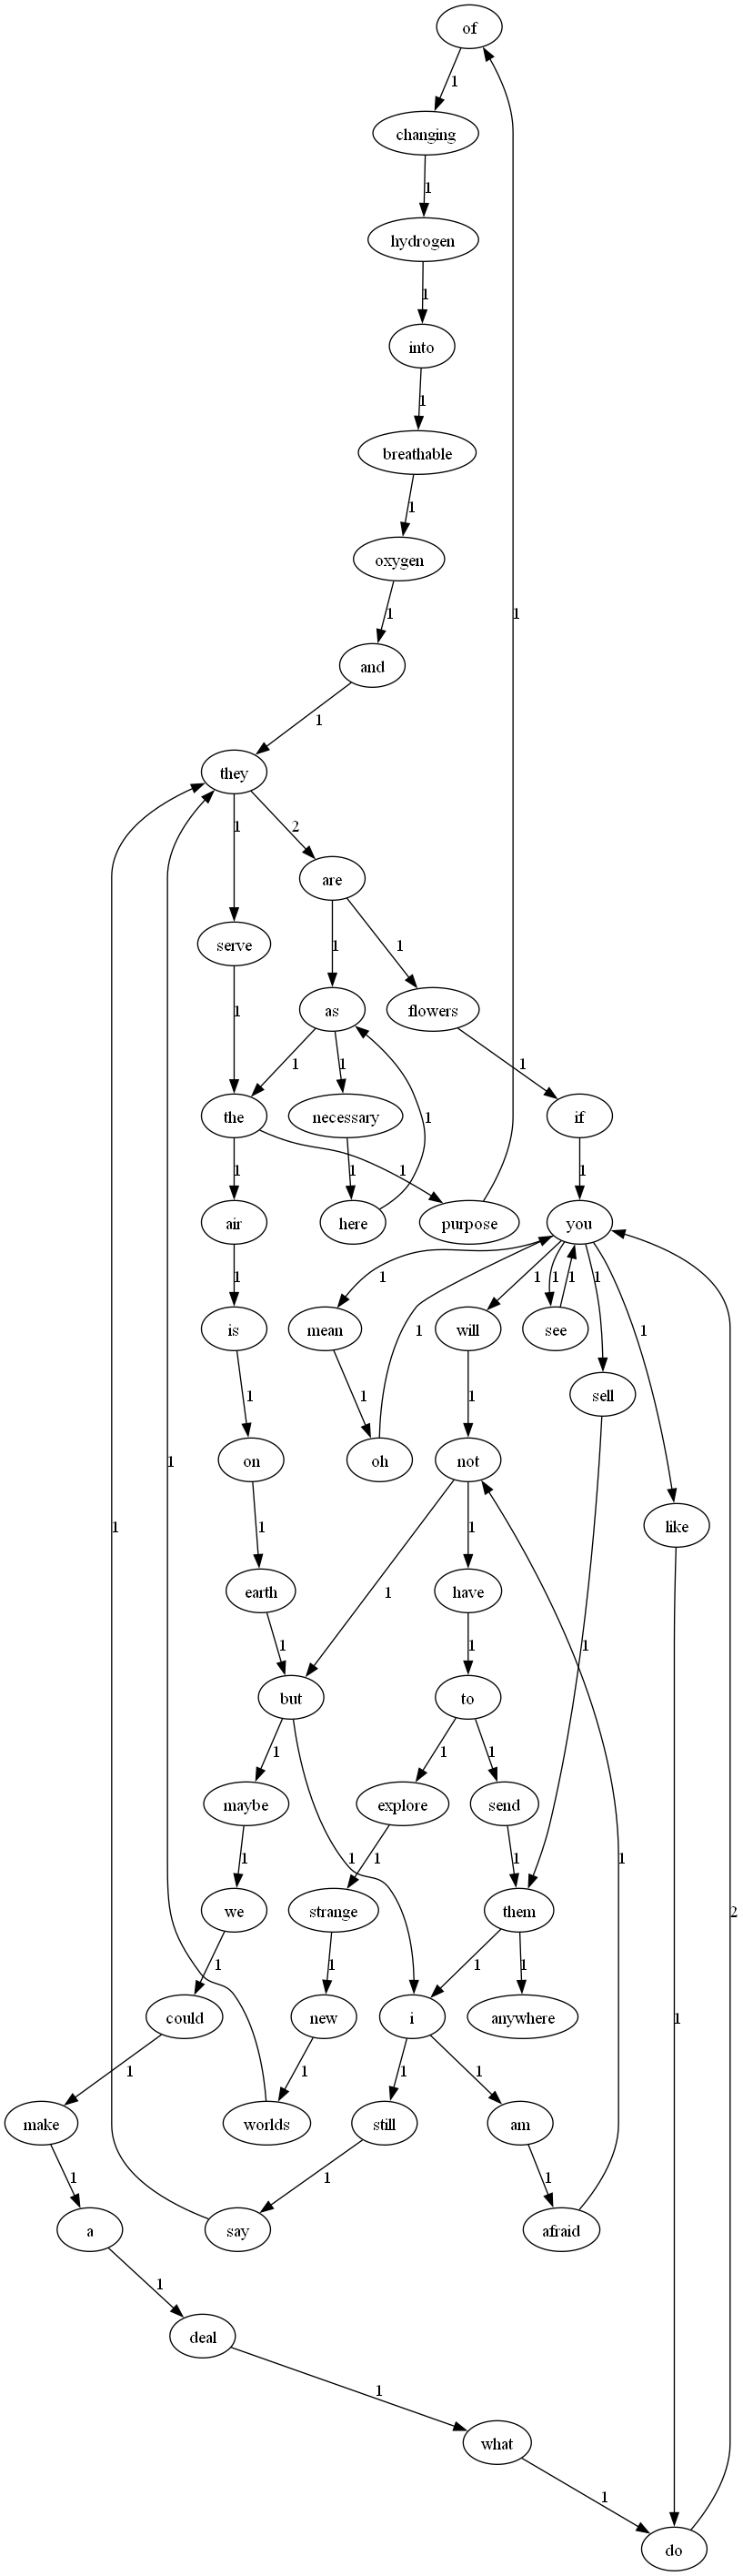 of
1
changing
1
hydrogen
1
into
1
breathable
1
oxygen
1
1
and
1
they
1 2
are
serve
1 1
1
as
flowers
1
1 1 1
the
necessary
if
1 1 1 1 1
air
here
purpose
you
1
1 1 1 1 1
is
mean
will
see
1 1
sell
1 1 1
on
oh
not
1
like
1
1
earth
1 1
have
1 1 1
but
to
1 1 1
maybe
explore
send
1 1 1 1
1
we
strange
them
2
1 1 1 1
1
could
new
i
anywhere
1
1 1 1 1
make
worlds
still
am
1 1 1
a
say
afraid
1
deal
1
what
1
do